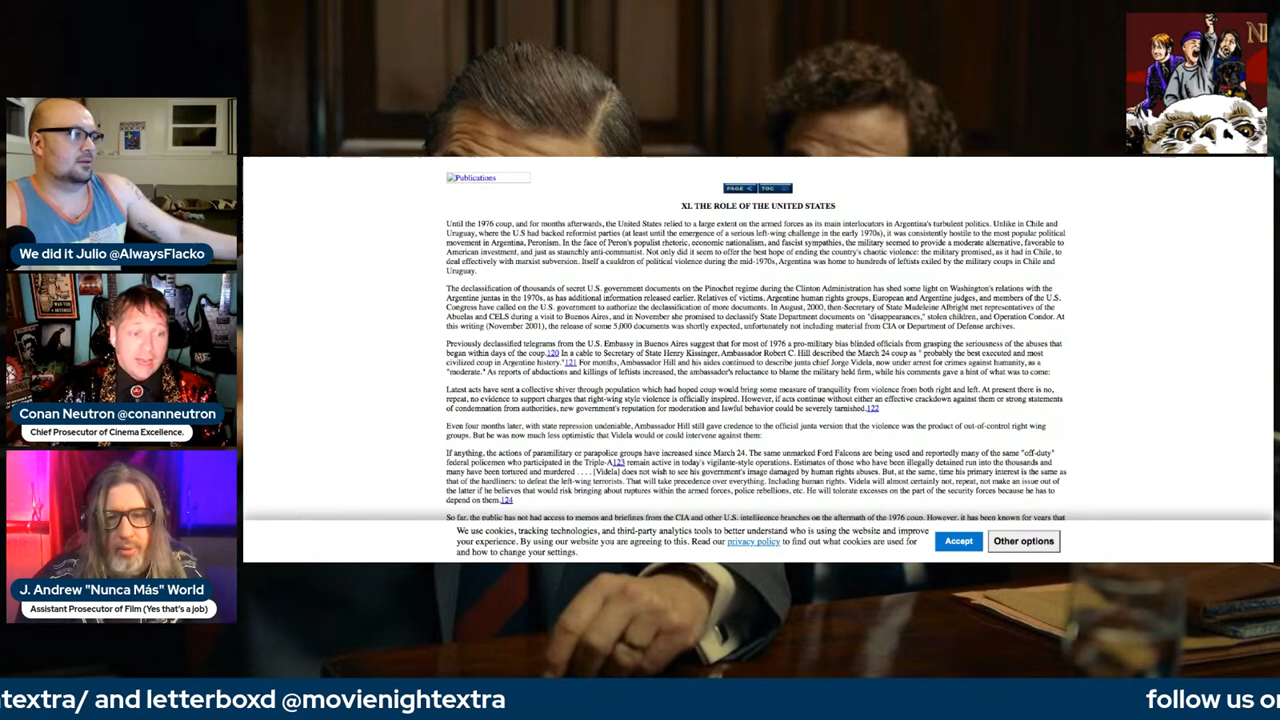 We did it Julio @AlwaysFlacko
Conan Neutron @conanneutron
Chief Prosecutor of Cinema Excellence.
J. Andrew "Nunca Más" World
Assistant Prosecutor of Film (Yes that's a job)
Publications
PAGE < TOC
XI. THE ROLE OF THE UNITED STATES
Until the 1976 coup, and for months afterwards, the United States relied to a large extent on the armed forces as its main interlocutors in Argentina's turbulent politics. Unlike in Chile and
Uruguay, where the U.S had backed reformist parties (at least until the emergence of a serious left-wing challenge in the early 1970s), it was consistently hostile to the most popular political
movement in Argentina, Peronism. In the face of Peron's populist rhetoric, economic nationalism, and fascist sympathies, the military seemed to provide a moderate alternative, favorable to
American investment, and just as staunchly anti-communist. Not only did it seem to offer the best hope of ending the country's chaotic violence: the military promised, as it had in Chile, to
deal effectively with marxist subversion. Itself a cauldron of political violence during the mid-1970s, Argentina was home to hundreds of leftists exiled by the military coups in Chile and
Uruguay.
The declassification of thousands of secret U.S. government documents on the Pinochet regime during the Clinton Administration has shed some light on Washington's relations with the
Argentine juntas in the 1970s, as has additional information released earlier. Relatives of victims, Argentine human rights groups, European and Argentine judges, and members of the U.S.
Congress have called on the U.S. government to authorize the declassification of more documents. In August, 2000, then-Secretary of State Madeleine Albright met representatives of the
Abuelas and CELS during a visit to Buenos Aires, and in November she promised to declassify State Department documents on "disappearances," stolen children, and Operation Condor. At
this writing (November 2001), the release of some 5,000 documents was shortly expected, unfortunately not including material from CIA or Department of Defense archives.
Previously declassified telegrams from the U.S. Embassy in Buenos Aires suggest that for most of 1976 a pro-military bias blinded officials from grasping the seriousness of the abuses that
began within days of the coup.120 In a cable to Secretary of State Henry Kissinger, Ambassador Robert C. Hill described the March 24 coup as " probably the best executed and most
civilized coup in Argentine history."121 For months, Ambassador Hill and his aides continued to describe junta chief Jorge Videla, now under arrest for crimes against humanity, as a
"moderate." As reports of abductions and killings of leftists increased, the ambassador's reluctance to blame the military held firm, while his comments gave a hint of what was to come:
Latest acts have sent a collective shiver through population which had hoped coup would bring some measure of tranquility from violence from both right and left. At present there is no,
repeat, no evidence to support charges that right-wing style violence is officially inspired. However, if acts continue without either an effective crackdown against them or strong statements
of condemnation from authorities, new government's reputation for moderation and lawful behavior could be severely tarnished.122
Even four months later, with state repression undeniable, Ambassador Hill still gave credence to the official junta version that the violence was the product of out-of-control right wing
groups. But he was now much less optimistic that Videla would or could intervene against them:
If anything, the actions of paramilitary or parapolice groups have increased since March 24. The same unmarked Ford Falcons are being used and reportedly many of the same "off-duty"
federal policemen who participated in the Triple-A123 remain active in today's vigilante-style operations. Estimates of those who have been illegally detained run into the thousands and
many have been tortured and murdered . . . . [Videla] does not wish to see his government's image damaged by human rights abuses. But, at the same, time his primary interest is the same as
that of the hardliners: to defeat the left-wing terrorists. That will take precedence over everything. Including human rights. Videla will almost certainly not, repeat, not make an issue out of
the latter if he believes that would risk bringing about ruptures within the armed forces, police rebellions, etc. He will tolerate excesses on the part of the security forces because he has to
depend on them.124
So far, the public has not had access to memos and briefings from the CIA and other U.S. intelligence branches on the aftermath of the 1976 coup. However, it has been known for years that
We use cookies, tracking technologies, and third-party analytics tools to better understand who is using the website and improve
your experience. By using our website you are agreeing to this. Read our privacy policy to find out what cookies are used for
and how to change your settings.
Accept
Other options
textra/ and letterboxd @movienightextra
follow us o